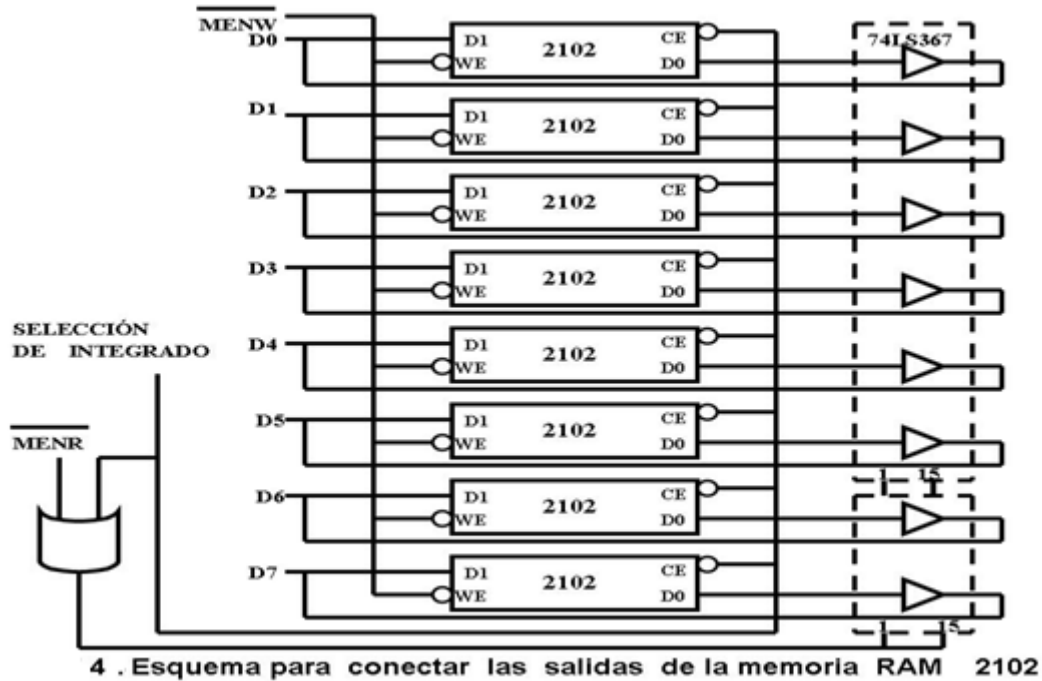 MENW
D0 D1 2102 CE 74LS367
WE D0
D1 D1 2102 CE
WE D0
D2 D1 2102 CE
WE D0
D3 D1 2102 CE
WE D0
SELECCIÓN
DE INTEGRADO
D4 D1 2102 CE
WE D0
MENR
D5 D1 2102 CE
WE D0
1 15
D6 D1 2102 CE
WE D0
D7 D1 2102 CE
WE D0
1 15
4 . Esquema para conectar las salidas de la memoria RAM 2102